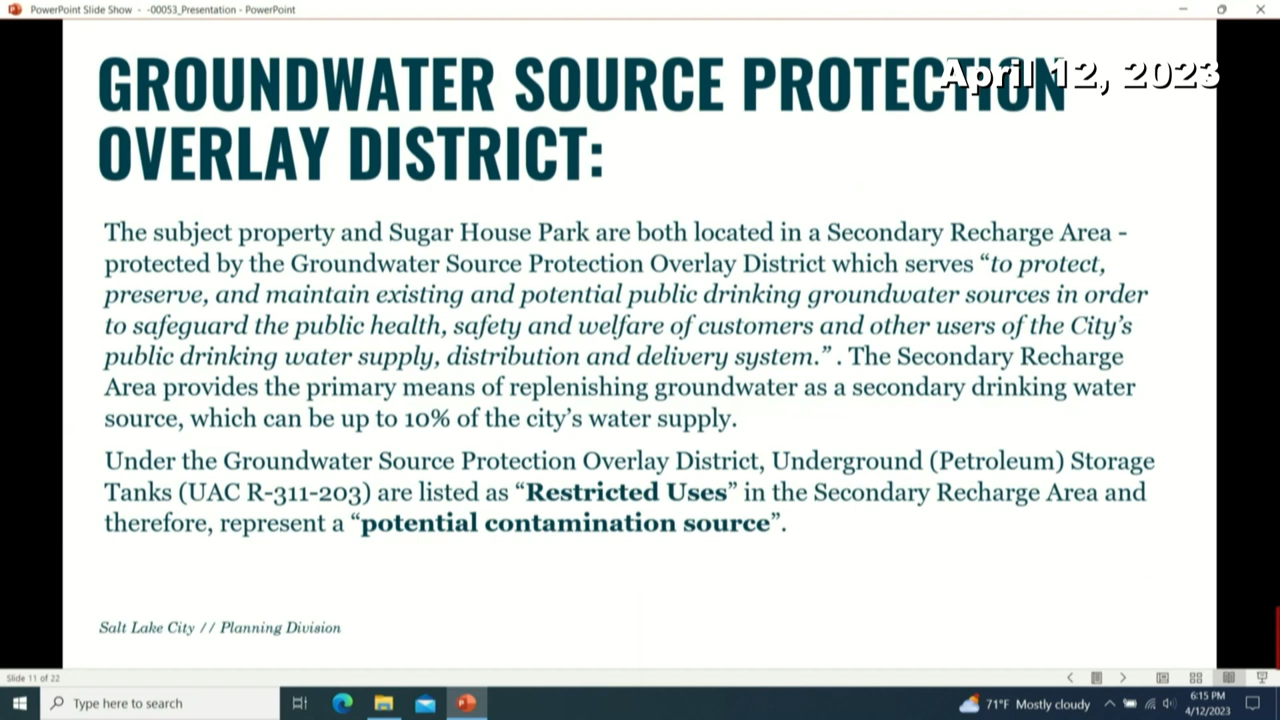 PowerPoint Slide Show - -00053_Presentation - PowerPoint
April 12, 2023
GROUNDWATER SOURCE PROTECTION
OVERLAY DISTRICT:
The subject property and Sugar House Park are both located in a Secondary Recharge Area -
protected by the Groundwater Source Protection Overlay District which serves “to protect,
preserve, and maintain existing and potential public drinking groundwater sources in order
to safeguard the public health, safety and welfare of customers and other users of the City’s
public drinking water supply, distribution and delivery system.” . The Secondary Recharge
Area provides the primary means of replenishing groundwater as a secondary drinking water
source, which can be up to 10% of the city’s water supply.
Under the Groundwater Source Protection Overlay District, Underground (Petroleum) Storage
Tanks (UAC R-311-203) are listed as “Restricted Uses” in the Secondary Recharge Area and
therefore, represent a “potential contamination source”.
Salt Lake City // Planning Division
Slide 11 of 22
Type here to search
71°F Mostly cloudy
6:15 PM
4/12/2023